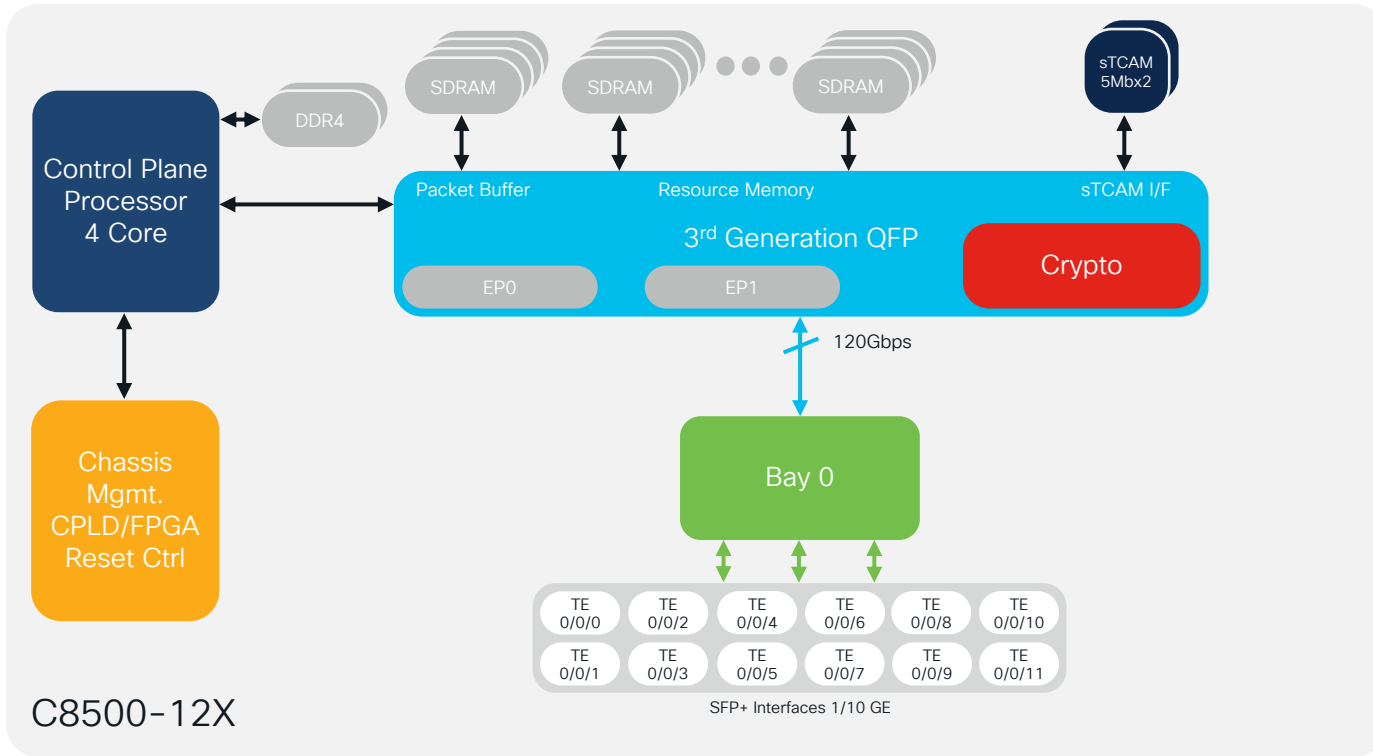 SDRAM
SDRAM
SDRAM
sTCAM
5Mbx2
DDR4
Control Plane
Processor
4 Core
Packet Buffer
Resource Memory
sTCAM I/F
3rd Generation QFP
Crypto
EP0
EP1
120Gbps
Chassis
Mgmt.
CPLD/FPGA
Reset Ctrl
Bay 0
TE
0/0/0
TE
0/0/2
TE
0/0/4
TE
0/0/6
TE
0/0/8
TE
0/0/10
TE
0/0/1
TE
0/0/3
TE
0/0/5
TE
0/0/7
TE
0/0/9
TE
0/0/11
SFP+ Interfaces 1/10 GE
C8500-12X